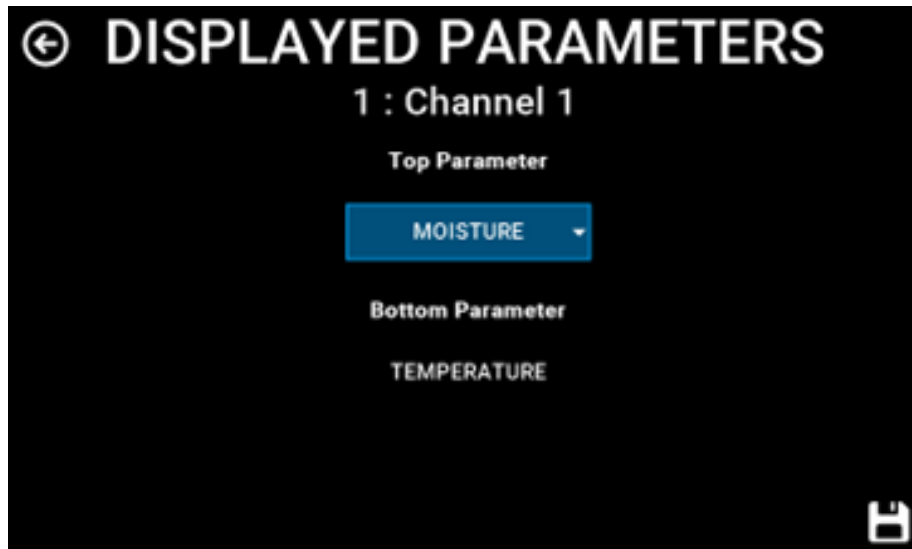 DISPLAYED PARAMETERS
1 : Channel 1
Top Parameter
MOISTURE
Bottom Parameter
TEMPERATURE